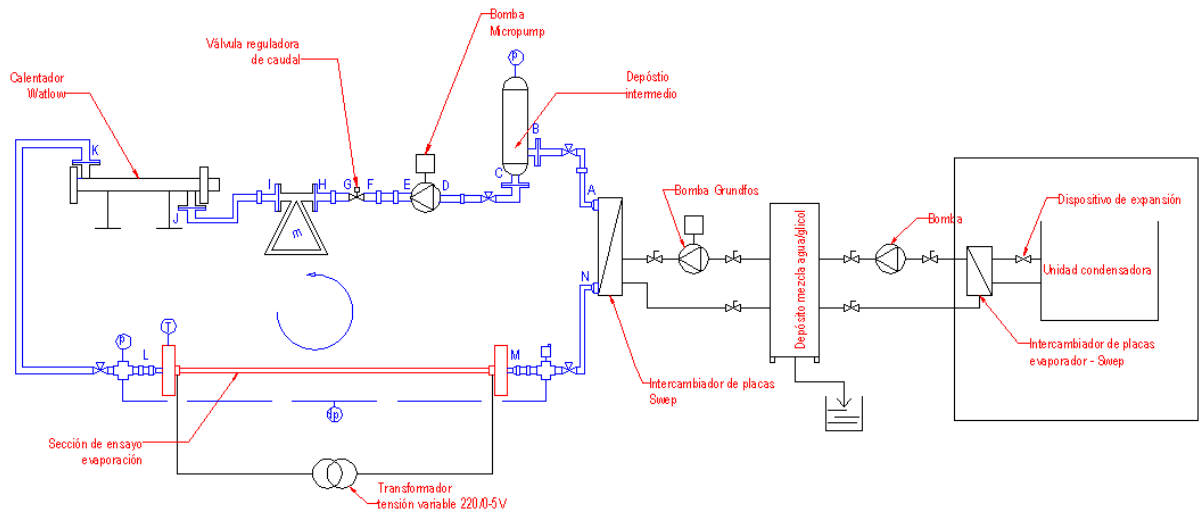 Bomba
Micropump
Válvula reguladora
de caudal
P
Calentador
Watlow
Depóstio
intermedio
B
K
C
A
I
H
G
F
E
D
J
m
Bomba Grundfos
Bomba
Dispositivo de expansión
Unidad condensadora
Depósito mezcla agua/glicol
N
T
P
L
M
Intercambiador de placas
evaporador - Swep
Intercambiador de placas
Swep
dp
Sección de ensayo
evaporación
Transformador
tensión variable 220/0-5V